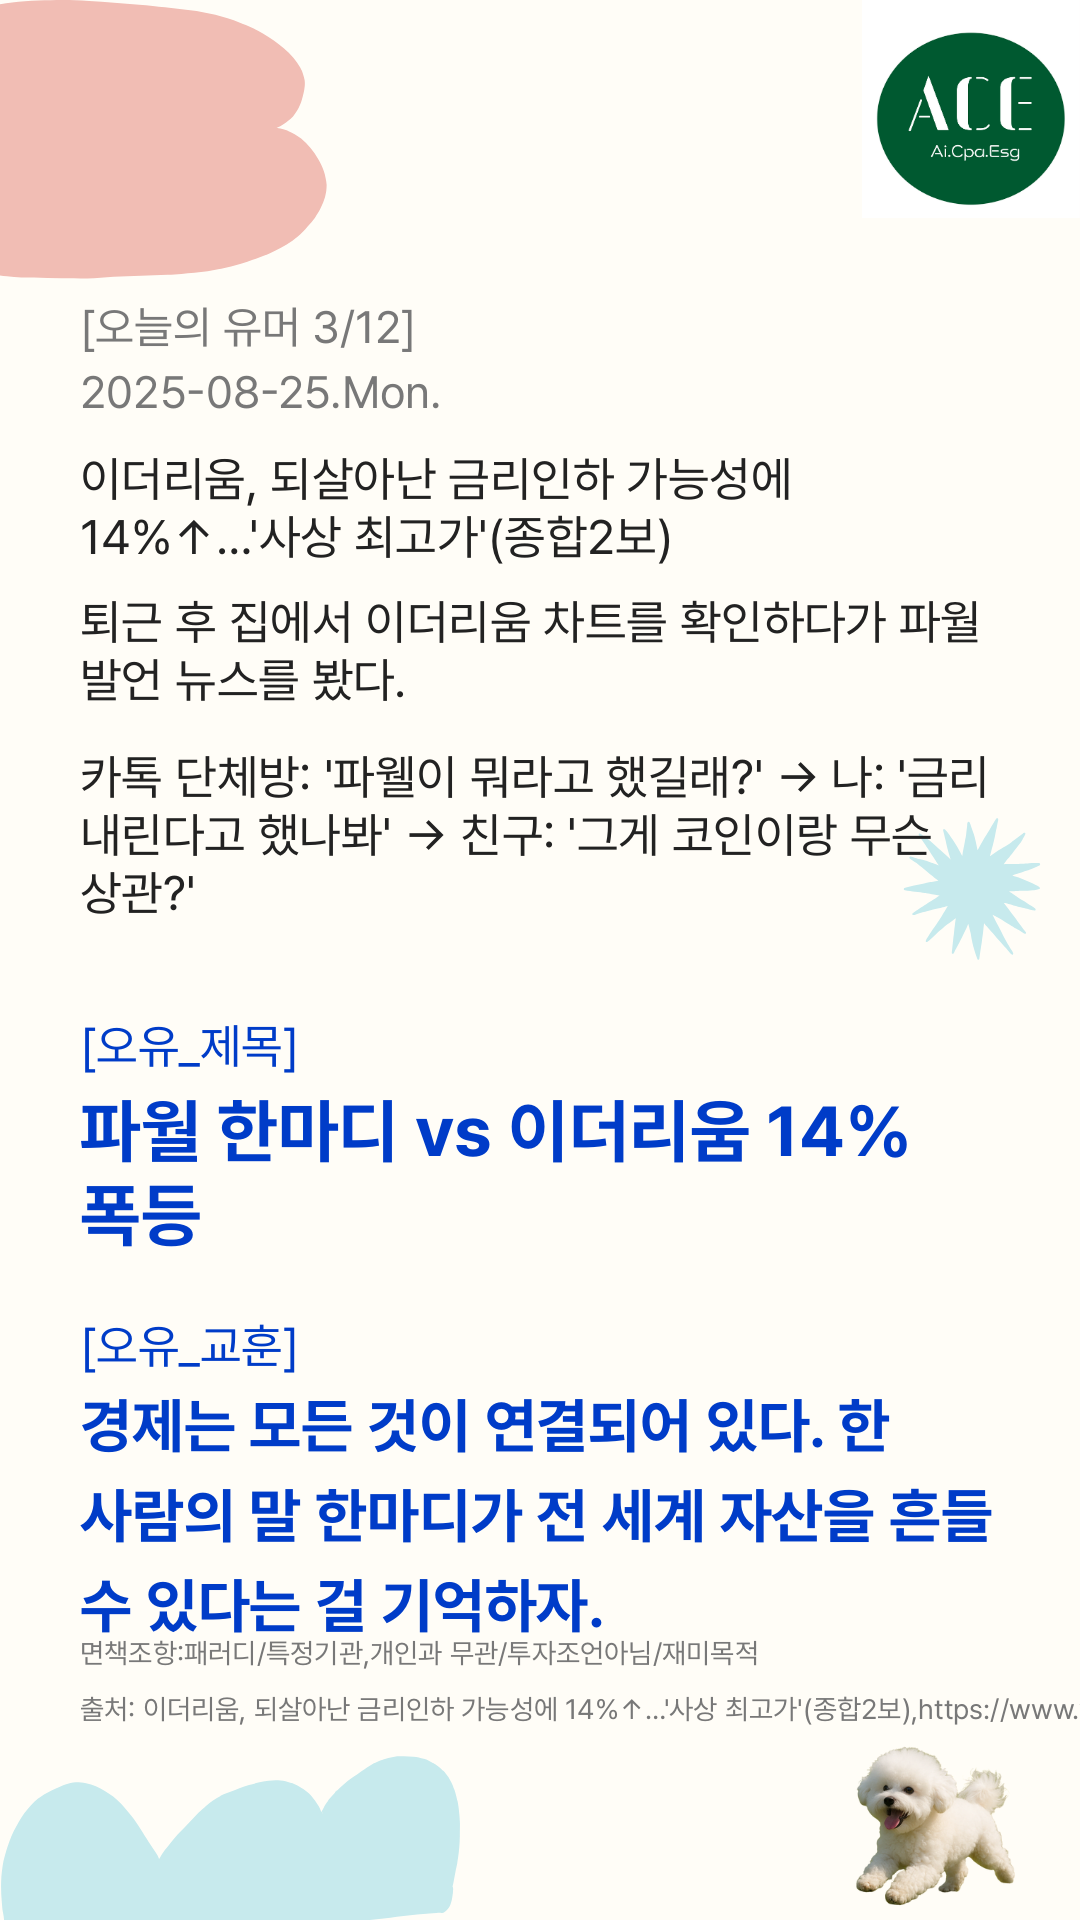 ACE
Ai.Cpa.Esg
[오늘의 유머 3/12]
2025-08-25.Mon.
이더리움, 되살아난 금리인하 가능성에
14%↑…'사상 최고가'(종합2보)
퇴근 후 집에서 이더리움 차트를 확인하다가 파월
발언 뉴스를 봤다.
카톡 단체방: '파웰이 뭐라고 했길래?' → 나: '금리
내린다고 했나봐' → 친구: '그게 코인이랑 무슨
상관?'
[오유_제목]
파월 한마디 vs 이더리움 14%
폭등
[오유_교훈]
경제는 모든 것이 연결되어 있다. 한
사람의 말 한마디가 전 세계 자산을 흔들
수 있다는 걸 기억하자.
면책조항:패러디/특정기관,개인과 무관/투자조언아님/재미목적
출처: 이더리움, 되살아난 금리인하 가능성에 14%↑…'사상 최고가'(종합2보),https://www.